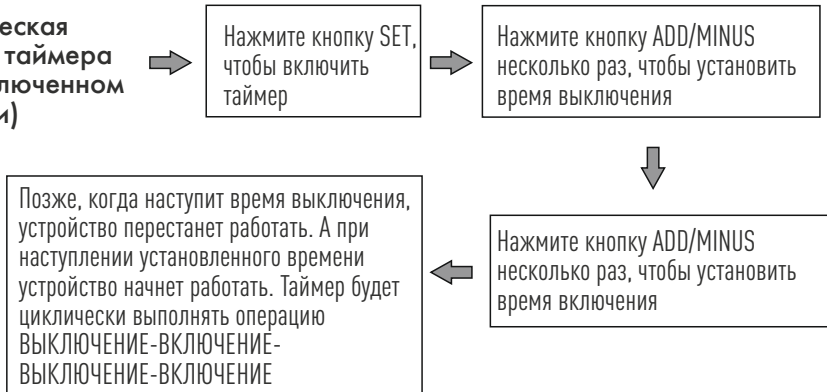 еская
таймера
люченном
и)
Нажмите кнопку SET,
чтобы включить
таймер
Нажмите кнопку ADD/MINUS
несколько раз, чтобы установить
время выключения
Нажмите кнопку ADD/MINUS
несколько раз, чтобы установить
время включения
Позже, когда наступит время выключения,
устройство перестанет работать. А при
наступлении установленного времени
устройство начнет работать. Таймер будет
циклически выполнять операцию
ВЫКЛЮЧЕНИЕ-ВКЛЮЧЕНИЕ-
ВЫКЛЮЧЕНИЕ-ВКЛЮЧЕНИЕ